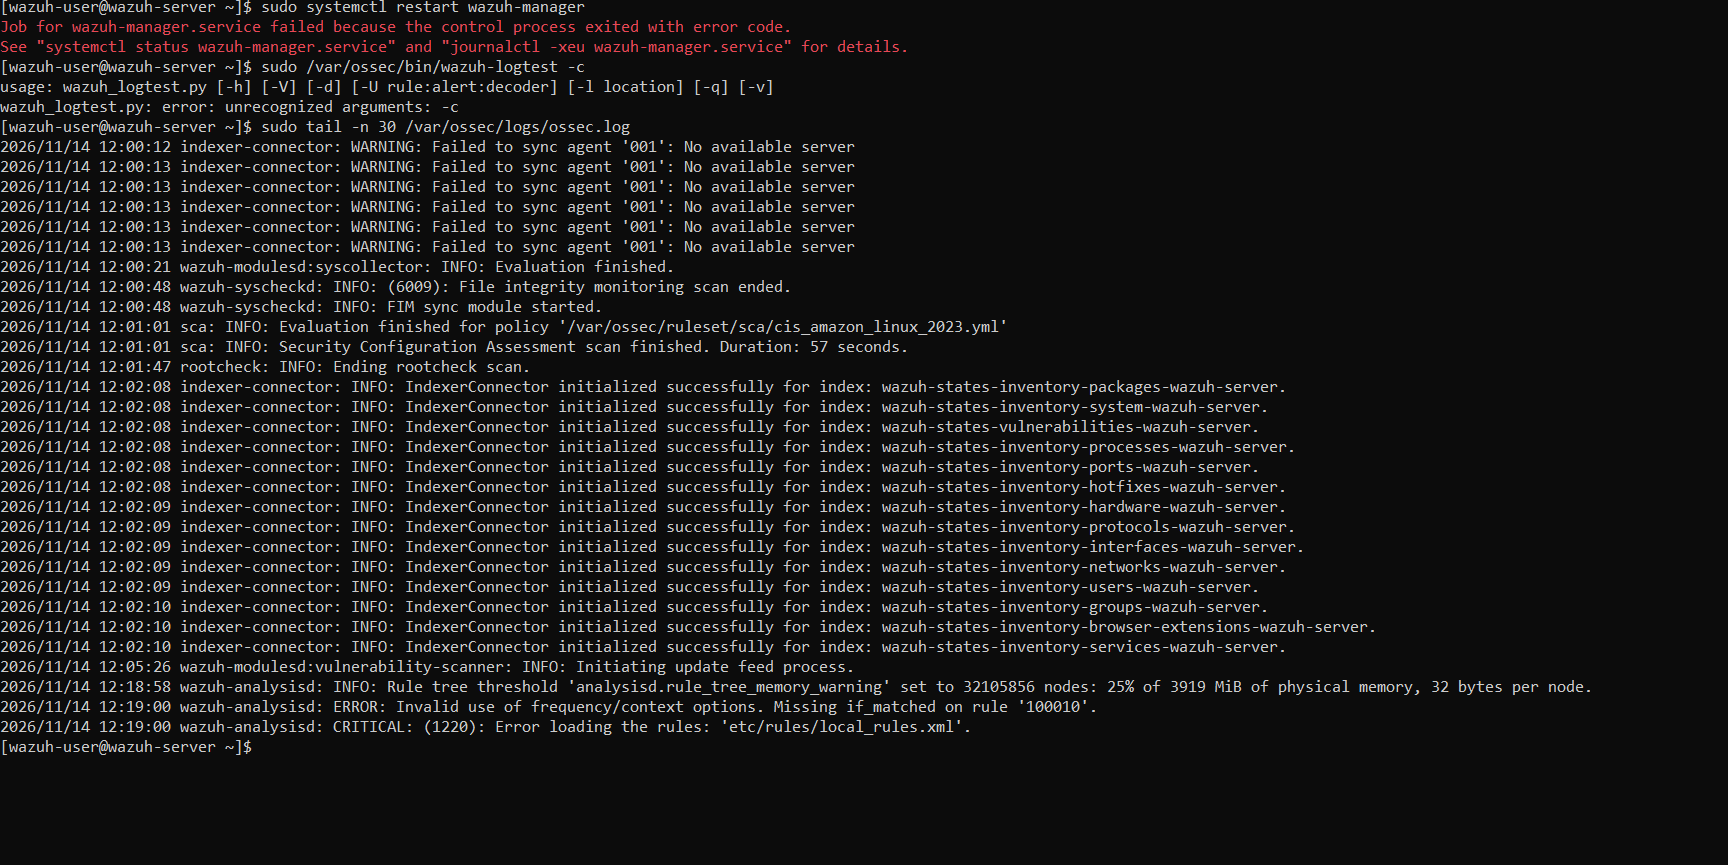 [wazuh-user@wazuh-server ~]$ sudo systemctl restart wazuh-manager
Job for wazuh-manager.service failed because the control process exited with error code.
See "systemctl status wazuh-manager.service" and "journalctl -xeu wazuh-manager.service" for details.
[wazuh-user@wazuh-server ~]$ sudo /var/ossec/bin/wazuh-logtest -c
usage: wazuh_logtest.py [-h] [-V] [-d] [-U rule:alert:decoder] [-l location] [-q] [-v]
wazuh_logtest.py: error: unrecognized arguments: -c
[wazuh-user@wazuh-server ~]$ sudo tail -n 30 /var/ossec/logs/ossec.log
2026/11/14 12:00:12 indexer-connector: WARNING: Failed to sync agent '001': No available server
2026/11/14 12:00:13 indexer-connector: WARNING: Failed to sync agent '001': No available server
2026/11/14 12:00:13 indexer-connector: WARNING: Failed to sync agent '001': No available server
2026/11/14 12:00:13 indexer-connector: WARNING: Failed to sync agent '001': No available server
2026/11/14 12:00:13 indexer-connector: WARNING: Failed to sync agent '001': No available server
2026/11/14 12:00:13 indexer-connector: WARNING: Failed to sync agent '001': No available server
2026/11/14 12:00:21 wazuh-modulesd:syscollector: INFO: Evaluation finished.
2026/11/14 12:00:48 wazuh-syscheckd: INFO: (6009): File integrity monitoring scan ended.
2026/11/14 12:00:48 wazuh-syscheckd: INFO: FIM sync module started.
2026/11/14 12:01:01 sca: INFO: Evaluation finished for policy '/var/ossec/ruleset/sca/cis_amazon_linux_2023.yml'
2026/11/14 12:01:01 sca: INFO: Security Configuration Assessment scan finished. Duration: 57 seconds.
2026/11/14 12:01:47 rootcheck: INFO: Ending rootcheck scan.
2026/11/14 12:02:08 indexer-connector: INFO: IndexerConnector initialized successfully for index: wazuh-states-inventory-packages-wazuh-server.
2026/11/14 12:02:08 indexer-connector: INFO: IndexerConnector initialized successfully for index: wazuh-states-inventory-system-wazuh-server.
2026/11/14 12:02:08 indexer-connector: INFO: IndexerConnector initialized successfully for index: wazuh-states-vulnerabilities-wazuh-server.
2026/11/14 12:02:08 indexer-connector: INFO: IndexerConnector initialized successfully for index: wazuh-states-inventory-processes-wazuh-server.
2026/11/14 12:02:08 indexer-connector: INFO: IndexerConnector initialized successfully for index: wazuh-states-inventory-ports-wazuh-server.
2026/11/14 12:02:08 indexer-connector: INFO: IndexerConnector initialized successfully for index: wazuh-states-inventory-hotfixes-wazuh-server.
2026/11/14 12:02:09 indexer-connector: INFO: IndexerConnector initialized successfully for index: wazuh-states-inventory-hardware-wazuh-server.
2026/11/14 12:02:09 indexer-connector: INFO: IndexerConnector initialized successfully for index: wazuh-states-inventory-protocols-wazuh-server.
2026/11/14 12:02:09 indexer-connector: INFO: IndexerConnector initialized successfully for index: wazuh-states-inventory-interfaces-wazuh-server.
2026/11/14 12:02:09 indexer-connector: INFO: IndexerConnector initialized successfully for index: wazuh-states-inventory-networks-wazuh-server.
2026/11/14 12:02:09 indexer-connector: INFO: IndexerConnector initialized successfully for index: wazuh-states-inventory-users-wazuh-server.
2026/11/14 12:02:10 indexer-connector: INFO: IndexerConnector initialized successfully for index: wazuh-states-inventory-groups-wazuh-server.
2026/11/14 12:02:10 indexer-connector: INFO: IndexerConnector initialized successfully for index: wazuh-states-inventory-browser-extensions-wazuh-server.
2026/11/14 12:02:10 indexer-connector: INFO: IndexerConnector initialized successfully for index: wazuh-states-inventory-services-wazuh-server.
2026/11/14 12:05:26 wazuh-modulesd:vulnerability-scanner: INFO: Initiating update feed process.
2026/11/14 12:18:58 wazuh-analysisd: INFO: Rule tree threshold 'analysisd.rule_tree_memory_warning' set to 32105856 nodes: 25% of 3919 MiB of physical memory, 32 bytes per node.
2026/11/14 12:19:00 wazuh-analysisd: ERROR: Invalid use of frequency/context options. Missing if_matched on rule '100010'.
2026/11/14 12:19:00 wazuh-analysisd: CRITICAL: (1220): Error loading the rules: 'etc/rules/local_rules.xml'.
[wazuh-user@wazuh-server ~]$